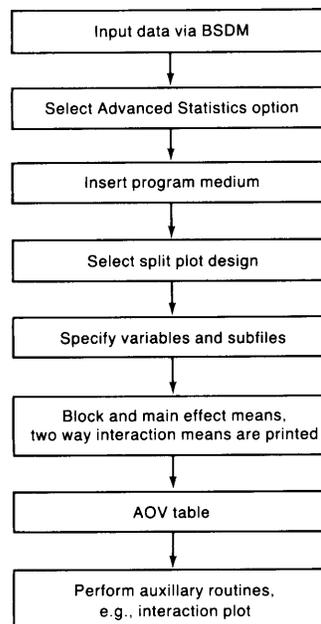 Input data via BSDM
Select Advanced Statistics option
Insert program medium
Select split plot design
Specify variables and subfiles
Block and main effect means,
two way interaction means are printed
AOV table
Perform auxillary routines,
e.g., interaction plot